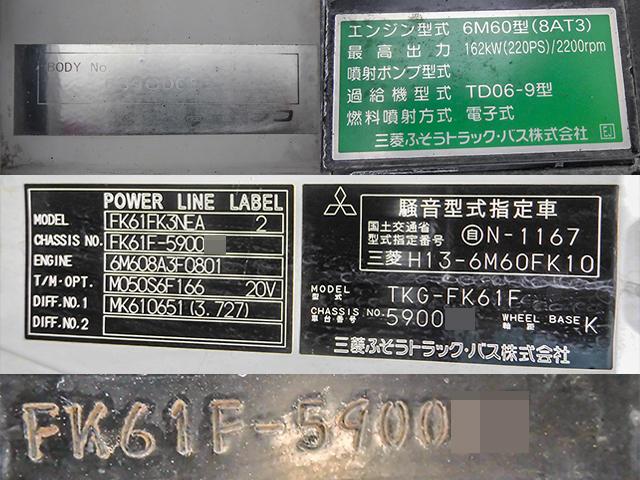 BODY No
エンジン型式 6M60型(8AT3)
最高出力 162kW(220PS)/2200rpm
噴射ポンプ型式
過給機型式 TD06-9型
燃料噴射方式 電子式
三菱ふそうトラック・バス株式会社 EJ
POWER LINE LABEL
MODEL FK61FK3NEA 2
CHASSIS NO. FK61F-5900
ENGINE 6M608A3F0801
T/M・OPT. M050S6F166 20V
DIFF.NO.1 MK610651 (3.727)
DIFF.NO.2
騒音型式指定車
国土交通省
型式指定番号 自N-1167
三菱 H13-6M60FK10
MODEL
型式 TKG-FK61F
CHASSIS NO. 5900 WHEEL BASE K
車台番号 軸距
三菱ふそうトラック・バス株式会社
FK61F-5900